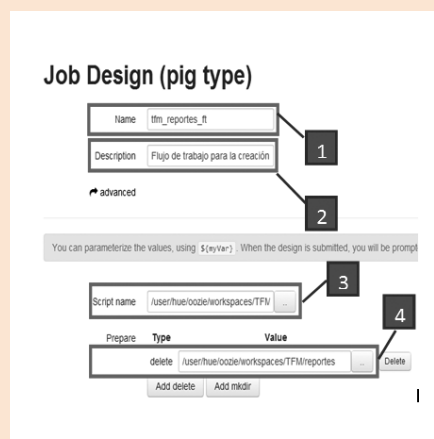 Job Design (pig type)
Name tfm_reportes_ft
1
Description Flujo de trabajo para la creación
2
advanced
You can parameterize the values, using ${myVar}. When the design is submitted, you will be prompt
3
Script name /user/hue/oozie/workspaces/TFM ..
4
Prepare Type Value
delete /user/hue/oozie/workspaces/TFM/reportes .. Delete
Add delete Add mkdir